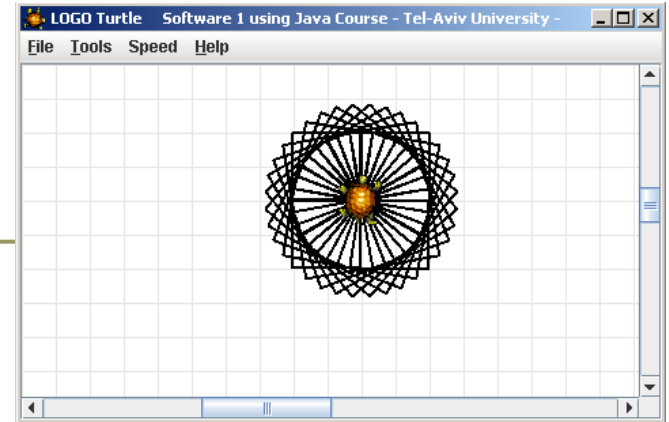 LOGO Turtle Software 1 using Java Course - Tel-Aviv University -
File Tools Speed Help